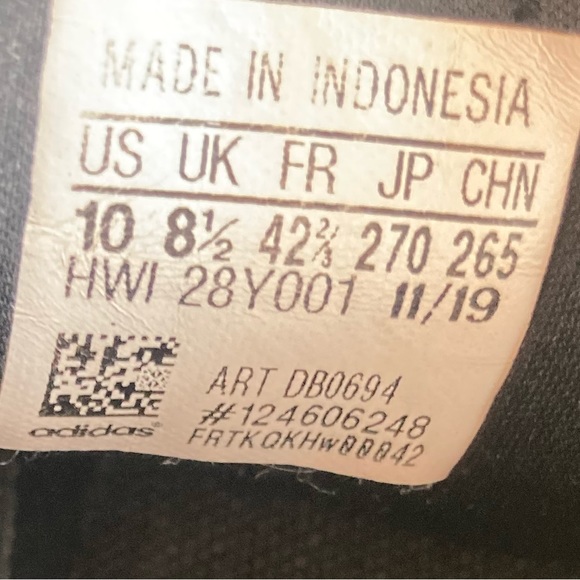 MADE IN INDONESIA
US UK FR JP CHN
10 8½ 42⅔ 270 265
HWI 28Y001 11/19
ART DB0694
#124606248
adidas
FRTKQKHW00042